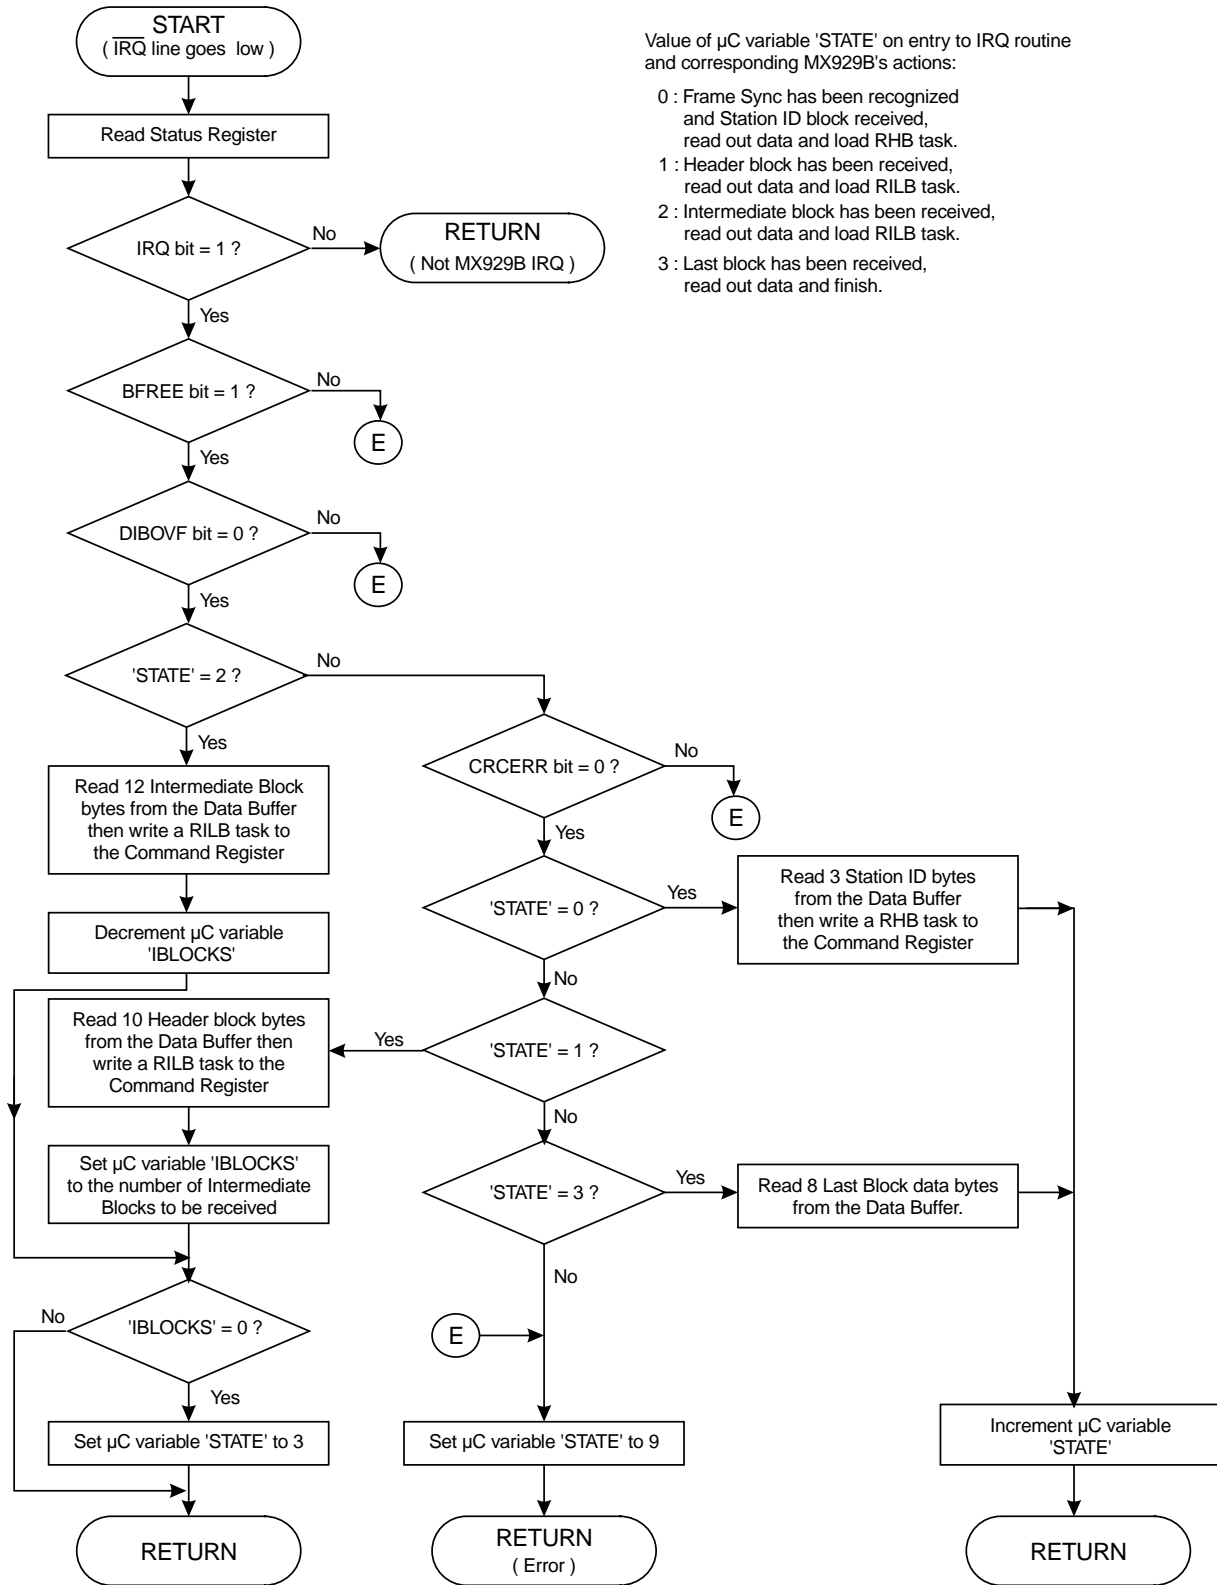 START
( IRQ line goes low )
Value of µC variable 'STATE' on entry to IRQ routine
and corresponding MX929B's actions:
0 : Frame Sync has been recognized
and Station ID block received,
read out data and load RHB task.
1 : Header block has been received,
read out data and load RILB task.
2 : Intermediate block has been received,
read out data and load RILB task.
3 : Last block has been received,
read out data and finish.
Read Status Register
IRQ bit = 1 ?
No
RETURN
( Not MX929B IRQ )
Yes
BFREE bit = 1 ?
No
E
Yes
DIBOVF bit = 0 ?
No
E
Yes
'STATE' = 2 ?
No
Yes
CRCERR bit = 0 ?
No
E
Yes
Read 12 Intermediate Block
bytes from the Data Buffer
then write a RILB task to
the Command Register
'STATE' = 0 ?
Yes
Read 3 Station ID bytes
from the Data Buffer
then write a RHB task to
the Command Register
Decrement µC variable
'IBLOCKS'
No
Read 10 Header block bytes
from the Data Buffer then
write a RILB task to the
Command Register
Yes
'STATE' = 1 ?
No
Set µC variable 'IBLOCKS'
to the number of Intermediate
Blocks to be received
'STATE' = 3 ?
Yes
Read 8 Last Block data bytes
from the Data Buffer.
No
No
'IBLOCKS' = 0 ?
E
Yes
Set µC variable 'STATE' to 3
Set µC variable 'STATE' to 9
Increment µC variable
'STATE'
RETURN
RETURN
( Error )
RETURN